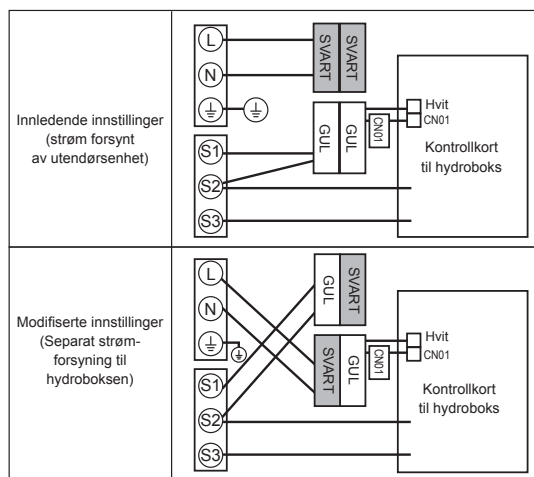 Innledende innstillinger
(strøm forsynt
av utendørsenhet)
L
N
S1
S2
S3
SVART
SVART
GUL
GUL
CN01
Hvit
CN01
Kontrollkort
til hydroboks
Modifiserte innstillinger
(Separat strøm-
forsyning til
hydroboksen)
L
N
S1
S2
S3
GUL
SVART
SVART
GUL
CN01
Hvit
CN01
Kontrollkort
til hydroboks